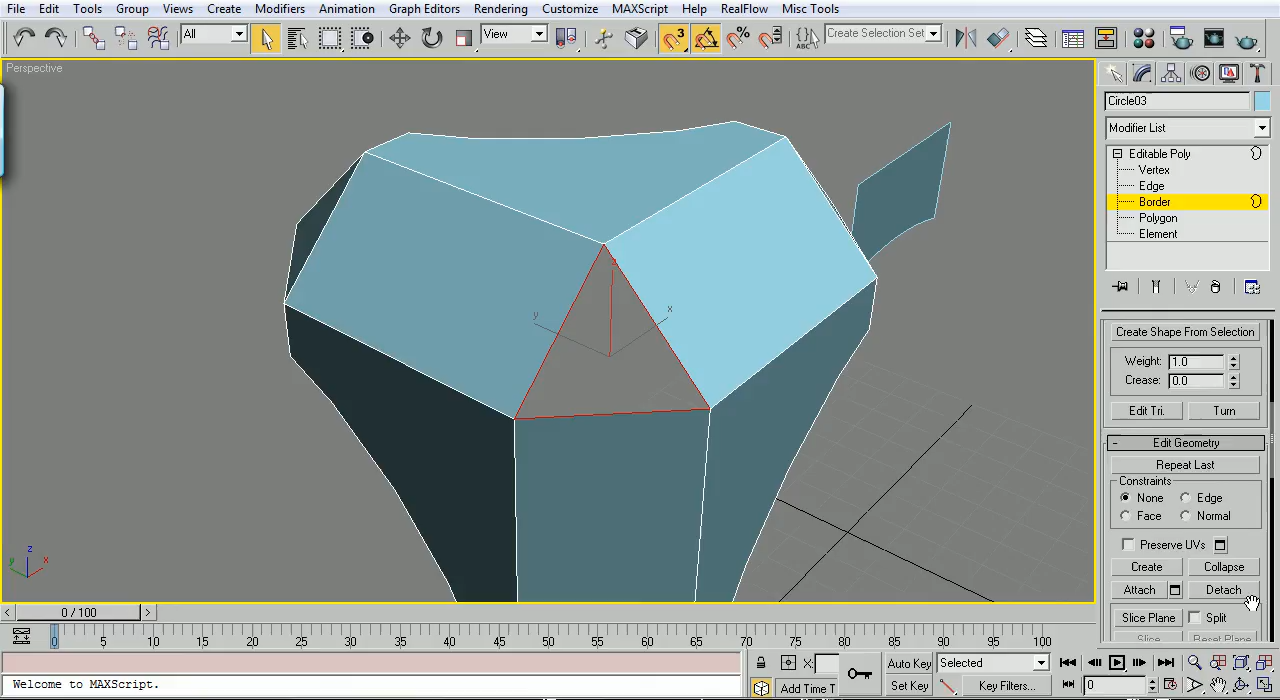 File Edit Tools Group Views Create Modifiers Animation Graph Editors Rendering Customize MAXScript Help RealFlow Misc Tools
All
View
3
%
ABC
Create Selection Set
Perspective
Circle03
Modifier List
Editable Poly
Vertex
Edge
Border
Polygon
Element
Create Shape From Selection
Weight: 1.0
Crease: 0.0
Edit Tri. Turn
- Edit Geometry
Repeat Last
Constraints
None Edge
Face Normal
Preserve UVs
Create Collapse
Attach Detach
Slice Plane Split
Slice Reset Plane
z
y
x
z
y x
< 0 / 100 >
0 5 10 15 20 25 30 35 40 45 50 55 60 65 70 75 80 85 90 95 100
X:
Auto Key Selected
Welcome to MAXScript.
Add Time T
Set Key Key Filters...
0